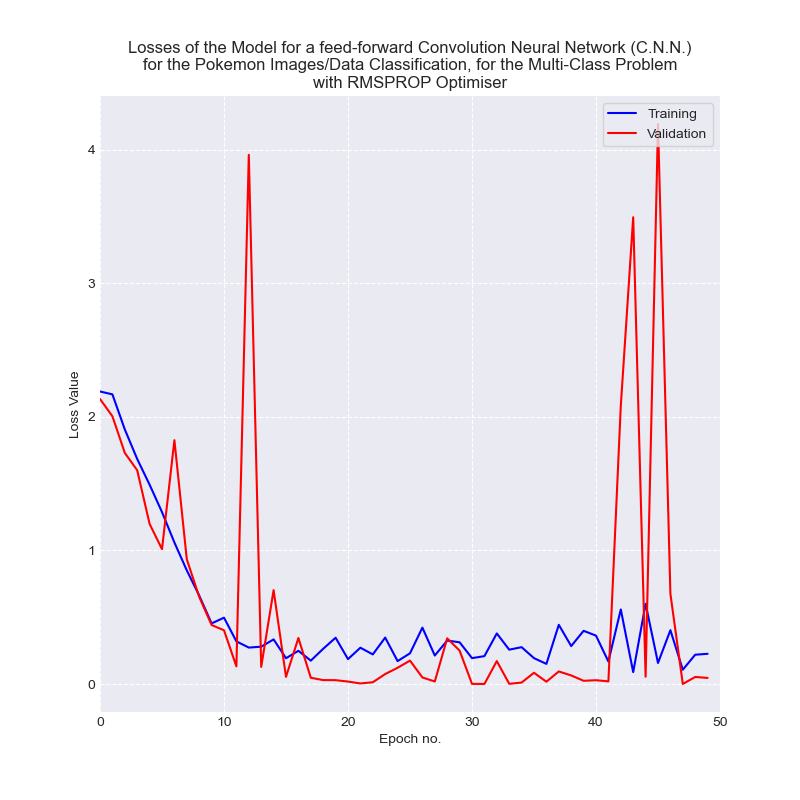 Losses of the Model for a feed-forward Convolution Neural Network (C.N.N.)
for the Pokemon Images/Data Classification, for the Multi-Class Problem
with RMSPROP Optimiser
Training
Validation
4
3
2
1
0
Loss Value
0 10 20 30 40 50
Epoch no.